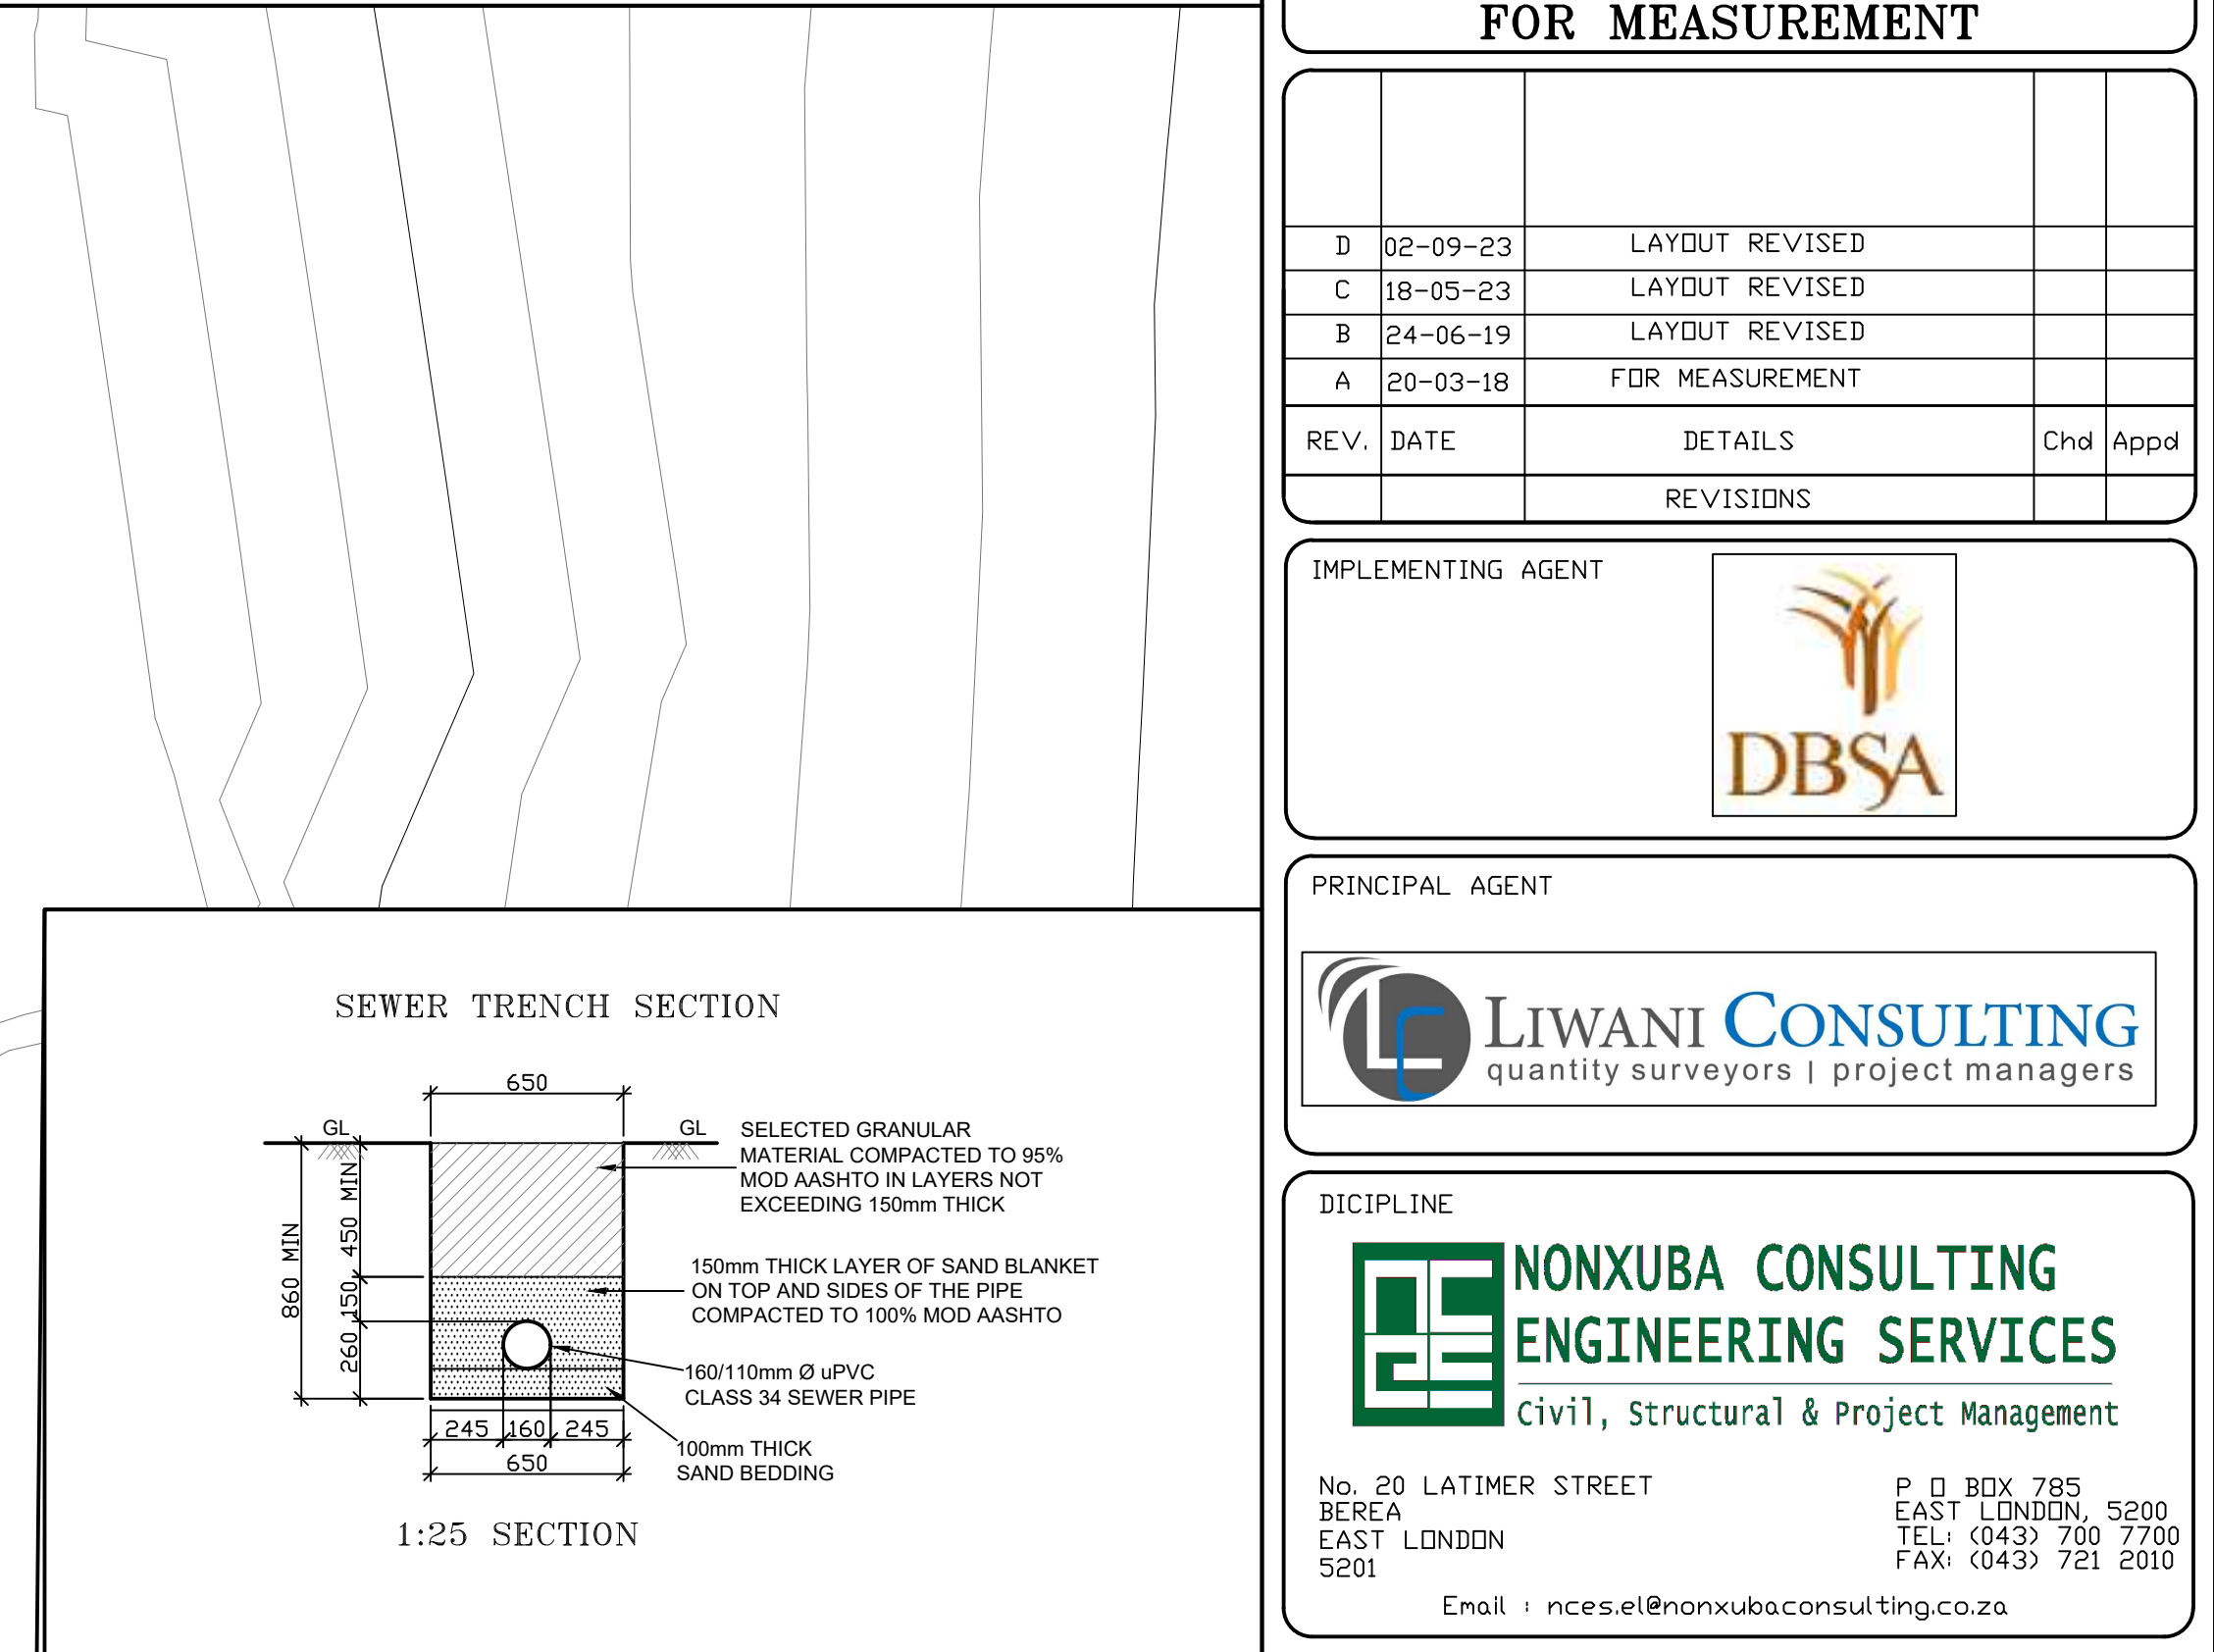 FOR MEASUREMENT
D 02-09-23 LAYOUT REVISED
C 18-05-23 LAYOUT REVISED
B 24-06-19 LAYOUT REVISED
A 20-03-18 FOR MEASUREMENT
REV. DATE DETAILS Chd Appd
REVISIONS
IMPLEMENTING AGENT
DBSA
PRINCIPAL AGENT
LC
LIWANI CONSULTING
quantity surveyors | project managers
DICIPLINE
NONXUBA CONSULTING
ENGINEERING SERVICES
Civil, Structural & Project Management
No. 20 LATIMER STREET
BEREA
EAST LONDON
5201
P O BOX 785
EAST LONDON, 5200
TEL: (043) 700 7700
FAX: (043) 721 2010
Email : nces.el@nonxubaconsulting.co.za
SEWER TRENCH SECTION
650
GL
GL
860 MIN
450 MIN
150
260
SELECTED GRANULAR
MATERIAL COMPACTED TO 95%
MOD AASHTO IN LAYERS NOT
EXCEEDING 150mm THICK
150mm THICK LAYER OF SAND BLANKET
ON TOP AND SIDES OF THE PIPE
COMPACTED TO 100% MOD AASHTO
160/110mm Ø uPVC
CLASS 34 SEWER PIPE
100mm THICK
SAND BEDDING
245 160 245
650
1:25 SECTION